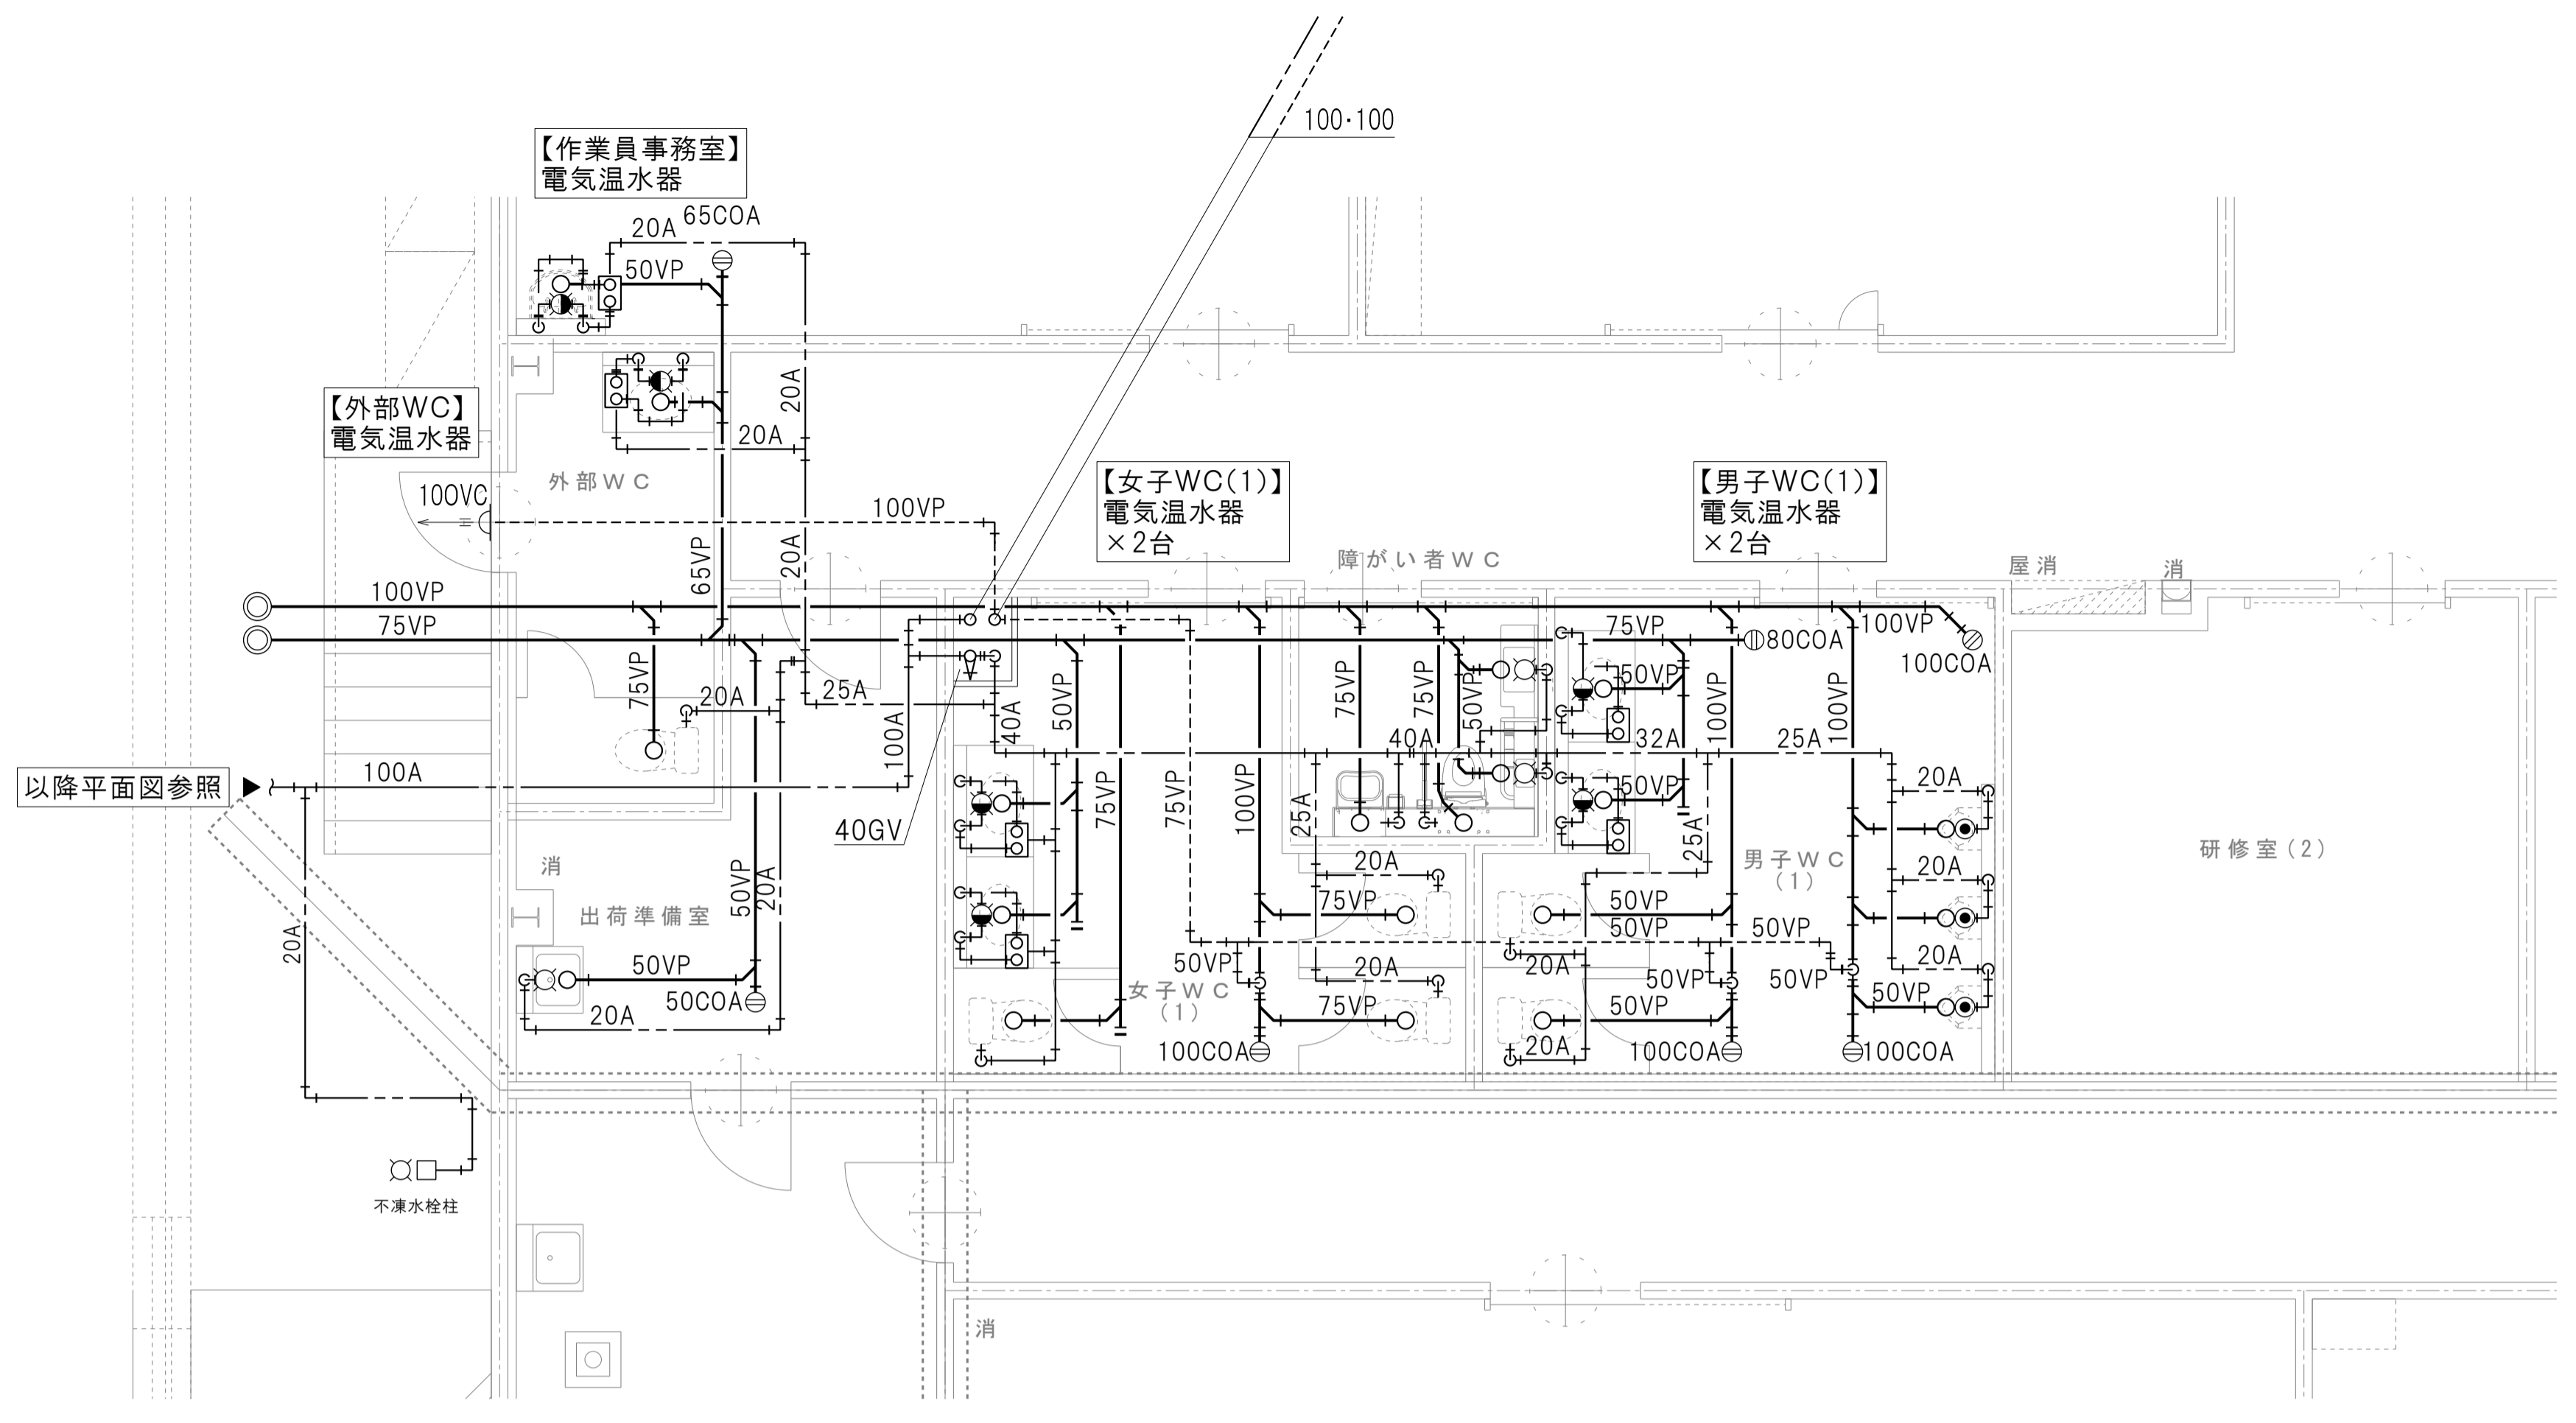 100・100
【作業員事務室】
電気温水器
65COA
20A
50VP
20A
【外部WC】
電気温水器
20A
外部WC
100VC
100VP
【女子WC(1)】
電気温水器
×2台
【男子WC(1)】
電気温水器
×2台
65VP
20A
障がい者WC
屋消
消
100VP
75VP
75VP
80COA
100VP
100COA
75VP
20A
25A
100A
40A
50VP
75VP
75VP
50VP
50VP
100VP
100VP
40A
32A
25A
以降平面図参照
100A
40GV
75VP
75VP
100VP
25A
50VP
25A
20A
消
男子WC
(1)
研修室(2)
20A
20A
出荷準備室
50VP
20A
75VP
50VP
50VP
50VP
20A
50VP
50VP
20A
20A
50VP
50VP
20A
50COA
20A
女子WC
(1)
75VP
50VP
50VP
100COA
20A
100COA
100COA
不凍水栓柱
消